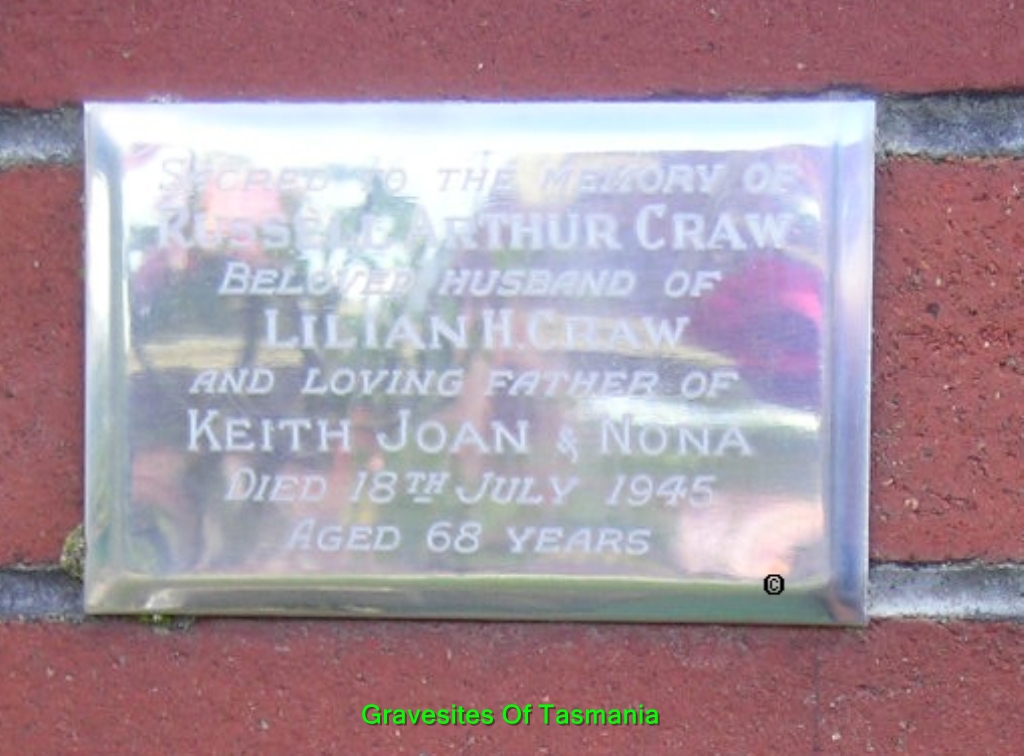 Sacred to the memory of
Russell Arthur Craw
Beloved husband of
Lilian H. Craw
and loving father of
Keith Joan & Nona
Died 18th July 1945
Aged 68 years
©
Gravesites Of Tasmania